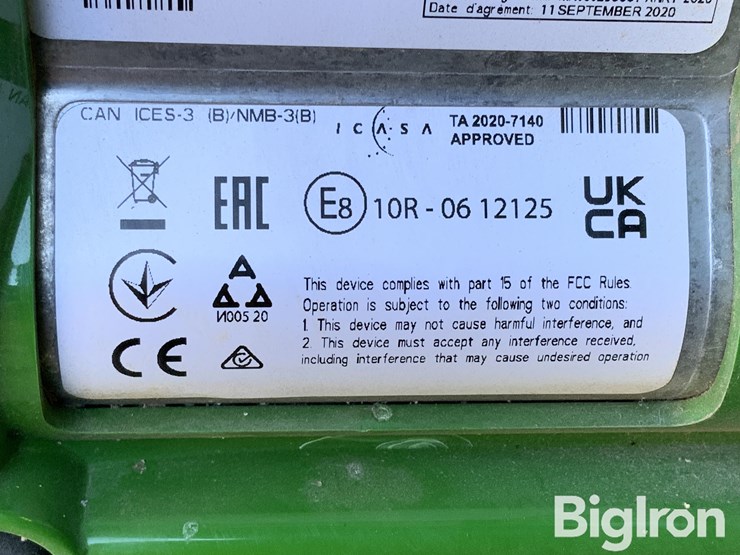 Date d'agrément: 11 SEPTEMBER 2020
CAN ICES-3 (B)/NMB-3(B)
ICASA
TA 2020-7140
APPROVED
EAC
E8 10R - 06 12125
UK
CA
И005 20
CE
This device complies with part 15 of the FCC Rules.
Operation is subject to the following two conditions:
1. This device may not cause harmful interference, and
2. This device must accept any interference received,
including interference that may cause undesired operation
BigIron